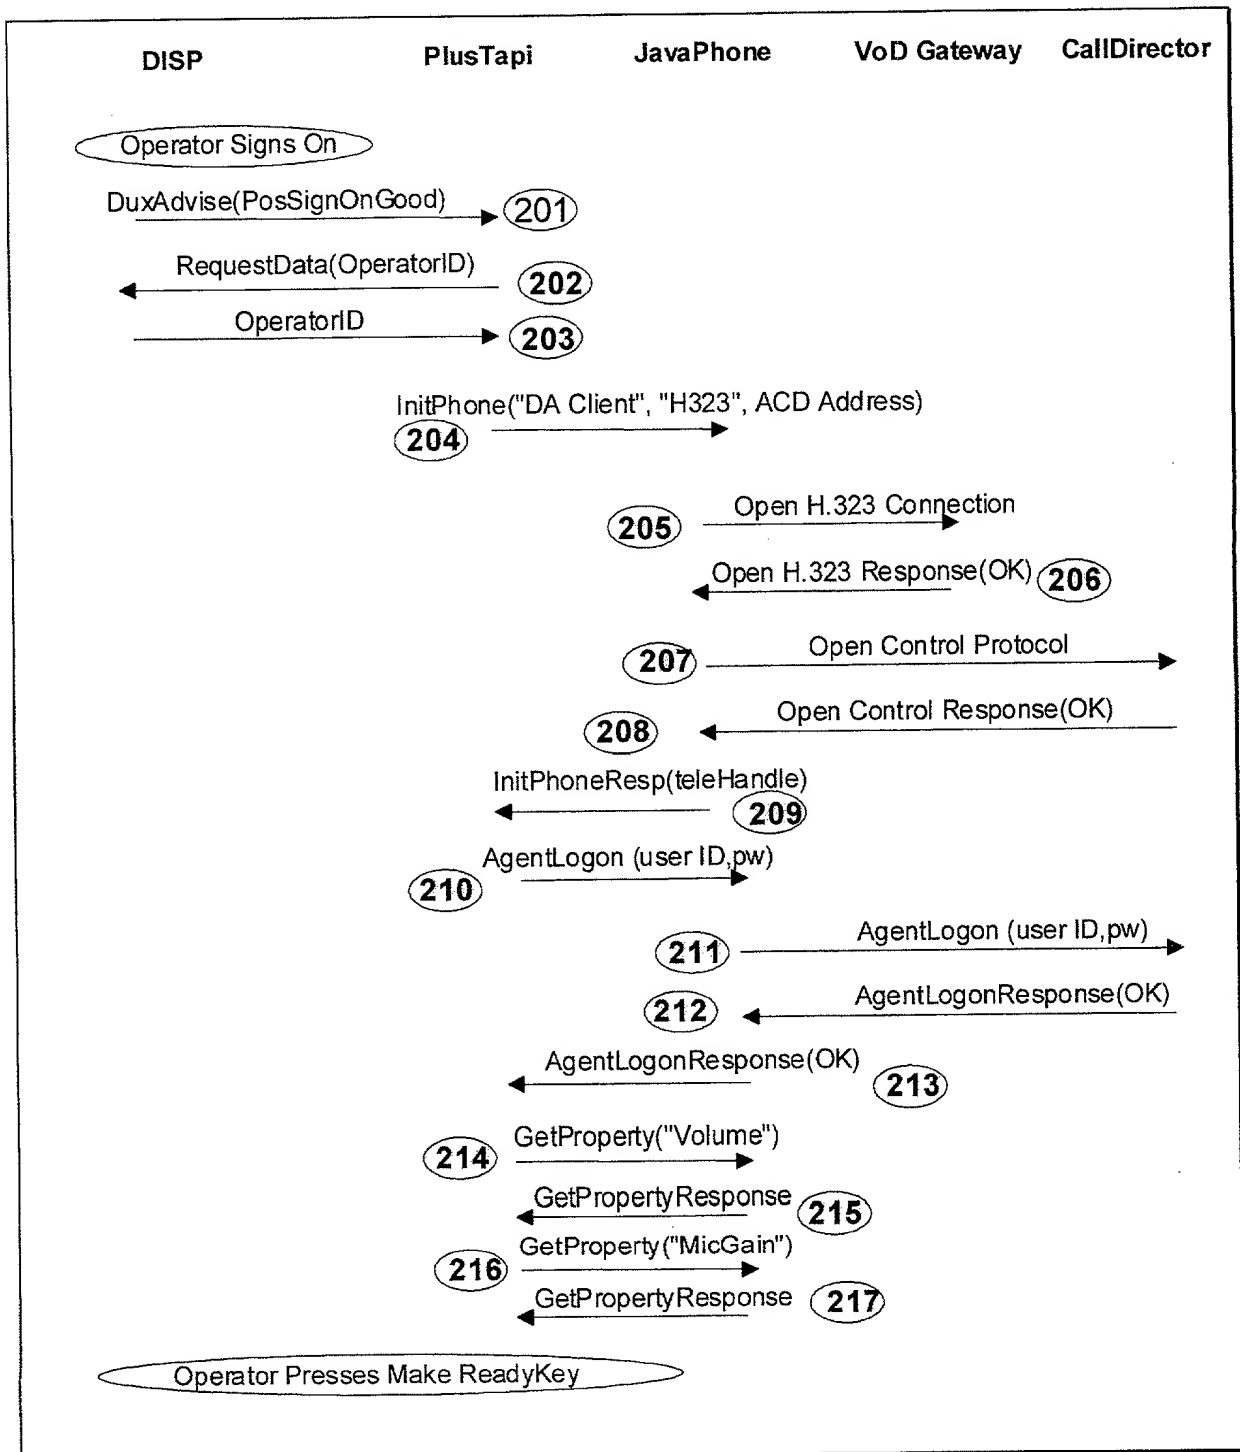 DISP PlusTapi JavaPhone VoD Gateway CallDirector
Operator Signs On
DuxAdvise(PosSignOnGood) 201
RequestData(OperatorID) 202
OperatorID 203
InitPhone("DA Client", "H323", ACD Address)
204
Open H.323 Connection
205
Open H.323 Response(OK) 206
207 Open Control Protocol
208 Open Control Response(OK)
InitPhoneResp(teleHandle)
209
AgentLogon (user ID,pw)
210
211 AgentLogon (user ID,pw)
212 AgentLogonResponse(OK)
AgentLogonResponse(OK) 213
214 GetProperty("Volume")
GetPropertyResponse 215
216 GetProperty("MicGain")
GetPropertyResponse 217
Operator Presses Make ReadyKey